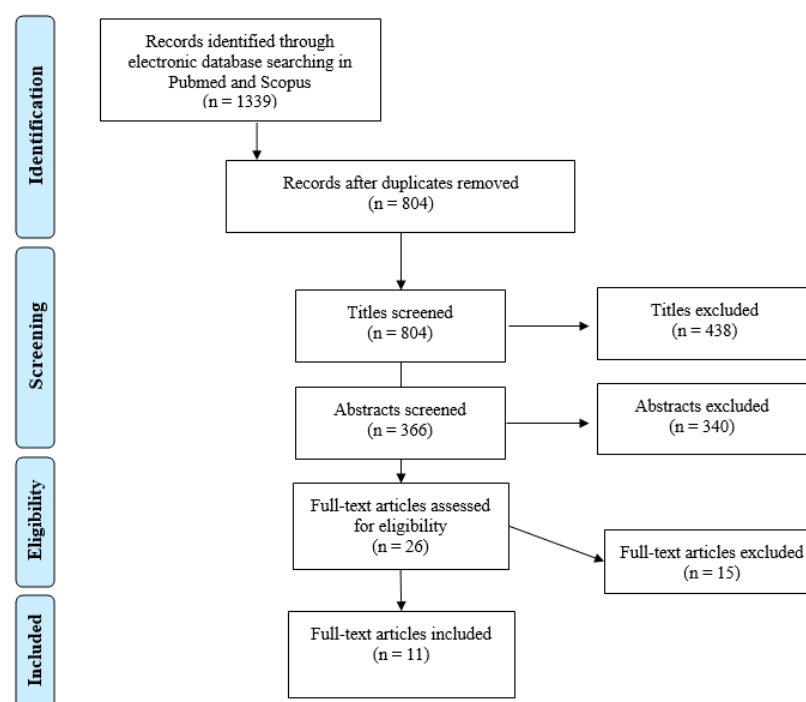 Identification
Records identified through
electronic database searching in
Pubmed and Scopus
(n = 1339)
Records after duplicates removed
(n = 804)
Screening
Titles screened
(n = 804)
Titles excluded
(n = 438)
Abstracts screened
(n = 366)
Abstracts excluded
(n = 340)
Eligibility
Full-text articles assessed
for eligibility
(n = 26)
Full-text articles excluded
(n = 15)
Included
Full-text articles included
(n = 11)